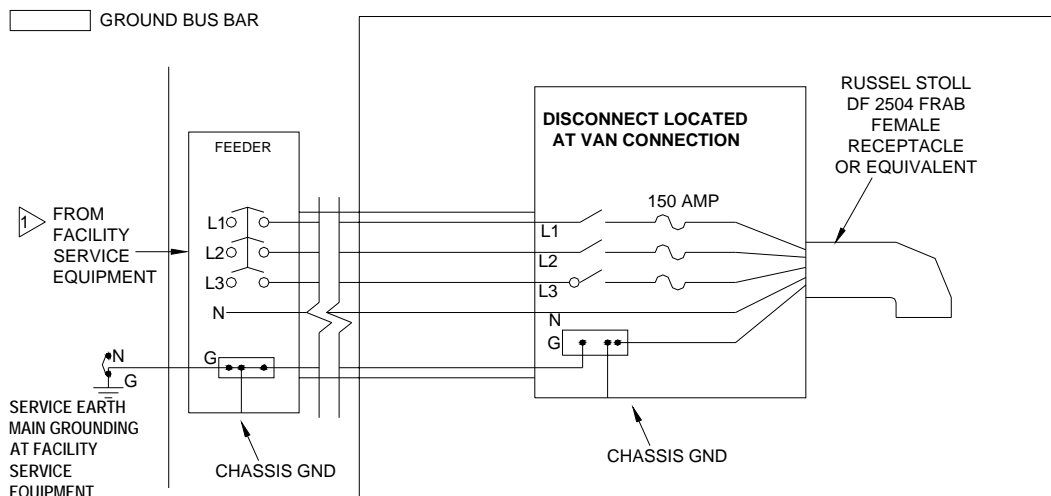 GROUND BUS BAR
RUSSEL STOLL
DF 2504 FRAB
FEMALE
RECEPTACLE
OR EQUIVALENT
DISCONNECT LOCATED
AT VAN CONNECTION
FEEDER
150 AMP
1
FROM
FACILITY
SERVICE
EQUIPMENT
L1
L2
L3
N
G
L1
L2
L3
N
G
N
G
SERVICE EARTH
MAIN GROUNDING
AT FACILITY
SERVICE
EQUIPMENT
CHASSIS GND
CHASSIS GND